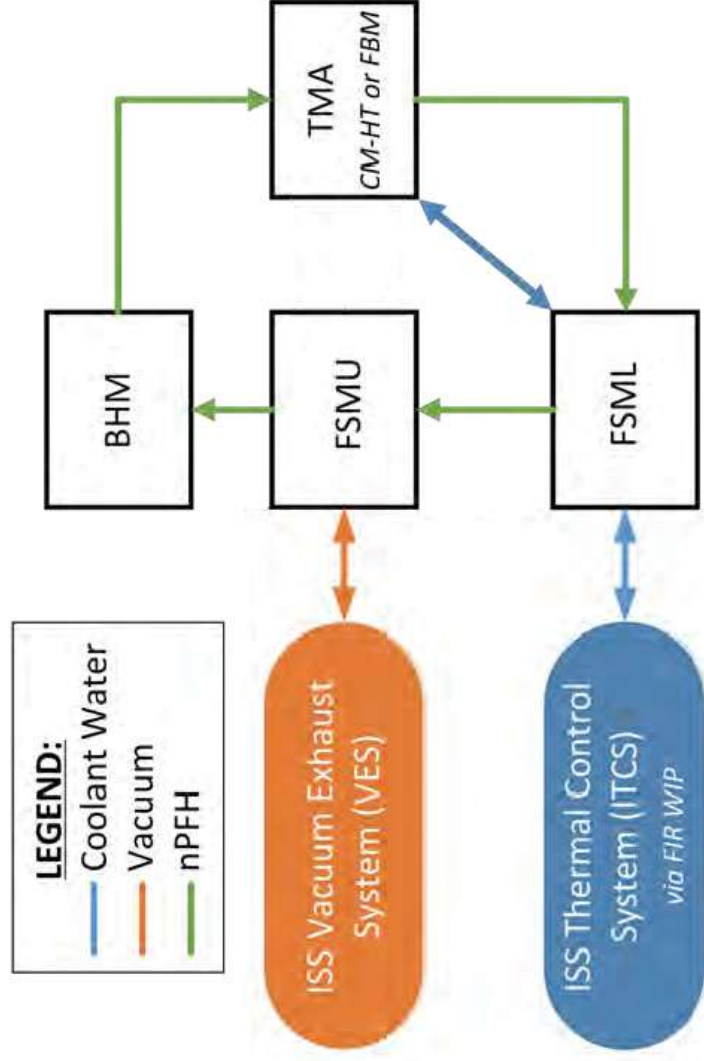 LEGEND:
Coolant Water
Vacuum
nPFH
BHM
ISS Vacuum Exhaust
System (VES)
FSMU
TMA
CM-HT or FBM
ISS Thermal Control
System (ITCS)
via FIR WIP
FSML